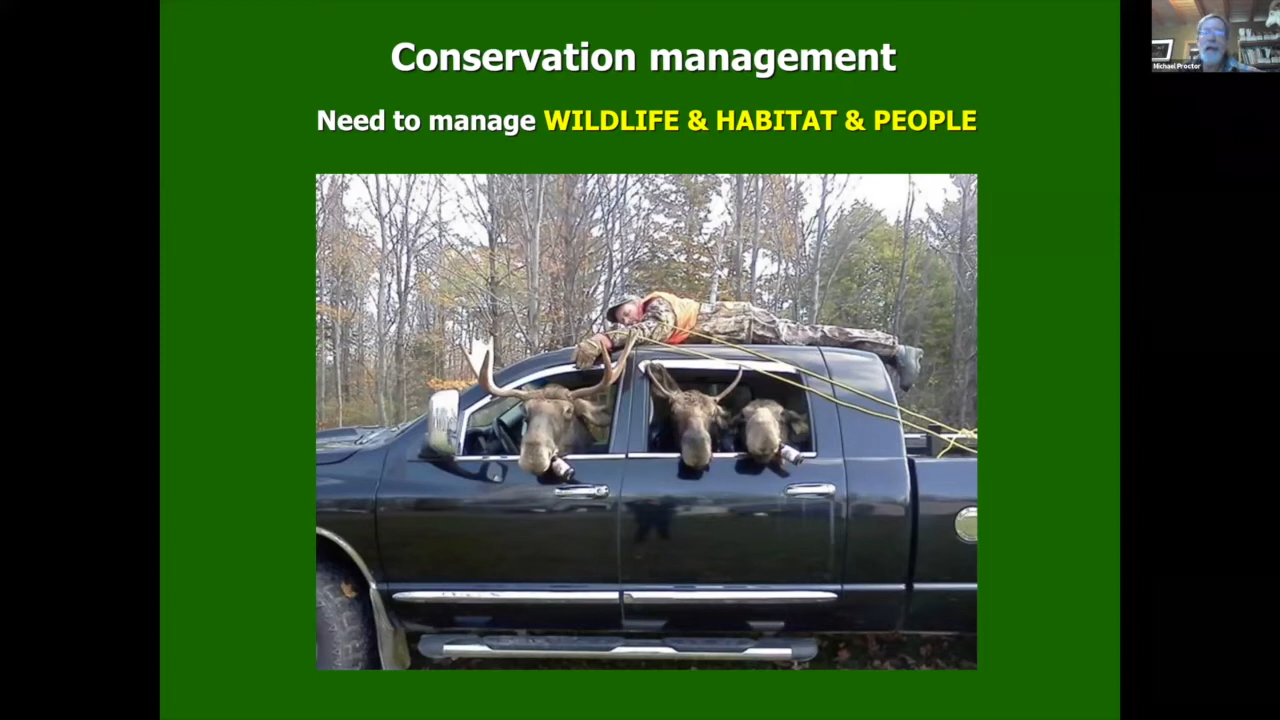 Conservation management
Need to manage WILDLIFE & HABITAT & PEOPLE
Michael Proctor